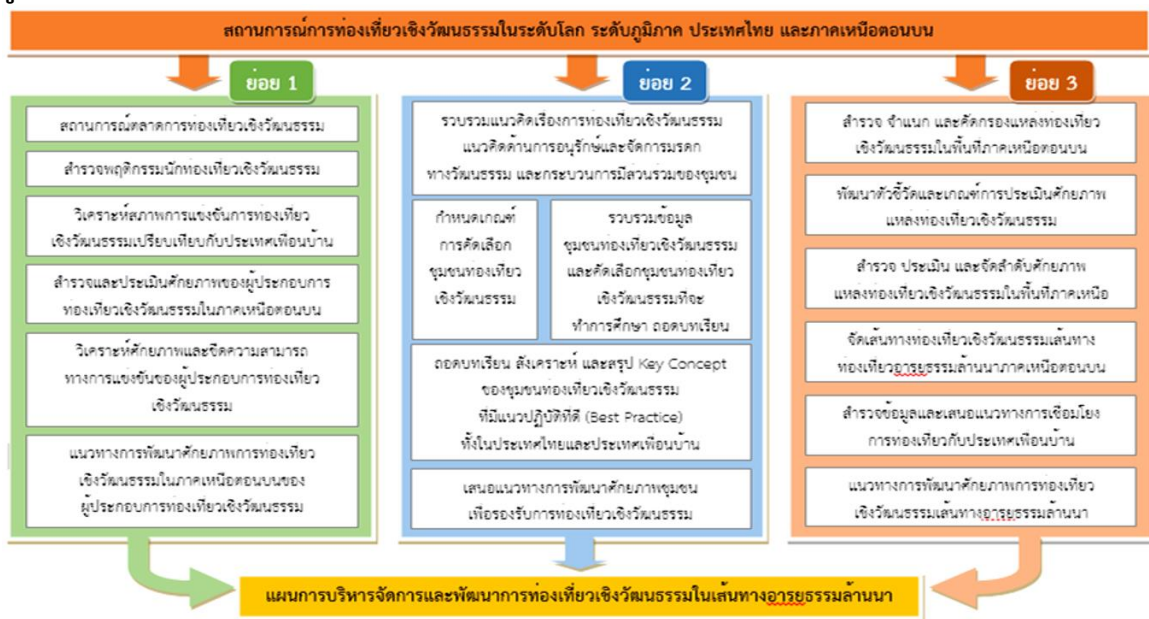 สถานการณ์การท่องเที่ยวเชิงวัฒนธรรมในระดับโลก ระดับภูมิภาค ประเทศไทย และภาคเหนือตอนบน
ย่อย 1
สถานการณ์ตลาดการท่องเที่ยวเชิงวัฒนธรรม
สำรวจพฤติกรรมนักท่องเที่ยวเชิงวัฒนธรรม
วิเคราะห์สภาพการแข่งขันการท่องเที่ยว
เชิงวัฒนธรรมเปรียบเทียบกับประเทศเพื่อนบ้าน
สำรวจและประเมินศักยภาพของผู้ประกอบการ
ท่องเที่ยวเชิงวัฒนธรรมในภาคเหนือตอนบน
วิเคราะห์ศักยภาพและขีดความสามารถ
ทางการแข่งขันของผู้ประกอบการท่องเที่ยว
เชิงวัฒนธรรม
แนวทางการพัฒนาศักยภาพการท่องเที่ยว
เชิงวัฒนธรรมในภาคเหนือตอนบนของ
ผู้ประกอบการท่องเที่ยวเชิงวัฒนธรรม
ย่อย 2
รวบรวมแนวคิดเรื่องการท่องเที่ยวเชิงวัฒนธรรม
แนวคิดด้านการอนุรักษ์และจัดการมรดก
ทางวัฒนธรรม และกระบวนการมีส่วนร่วมของชุมชน
กำหนดเกณฑ์
การคัดเลือก
ชุมชนท่องเที่ยว
เชิงวัฒนธรรม
รวบรวมข้อมูล
ชุมชนท่องเที่ยวเชิงวัฒนธรรม
และคัดเลือกชุมชนท่องเที่ยว
เชิงวัฒนธรรมที่จะ
ทำการศึกษา ถอดบทเรียน
ถอดบทเรียน สังเคราะห์ และสรุป Key Concept
ของชุมชนท่องเที่ยวเชิงวัฒนธรรม
ที่มีแนวปฏิบัติที่ดี (Best Practice)
ทั้งในประเทศไทยและประเทศเพื่อนบ้าน
เสนอแนวทางการพัฒนาศักยภาพชุมชน
เพื่อรองรับการท่องเที่ยวเชิงวัฒนธรรม
ย่อย 3
สำรวจ จำแนก และคัดกรองแหล่งท่องเที่ยว
เชิงวัฒนธรรมในพื้นที่ภาคเหนือตอนบน
พัฒนาตัวชี้วัดและเกณฑ์การประเมินศักยภาพ
แหล่งท่องเที่ยวเชิงวัฒนธรรม
สำรวจ ประเมิน และจัดลำดับศักยภาพ
แหล่งท่องเที่ยวเชิงวัฒนธรรมในพื้นที่ภาคเหนือ
จัดเส้นทางท่องเที่ยวเชิงวัฒนธรรมเส้นทาง
ท่องเที่ยวอารยธรรมล้านนาภาคเหนือตอนบน
สำรวจข้อมูลและเสนอแนวทางการเชื่อมโยง
การท่องเที่ยวกับประเทศเพื่อนบ้าน
แนวทางการพัฒนาศักยภาพการท่องเที่ยว
เชิงวัฒนธรรมเส้นทางอารยธรรมล้านนา
แผนการบริหารจัดการและพัฒนาการท่องเที่ยวเชิงวัฒนธรรมในเส้นทางอารยธรรมล้านนา